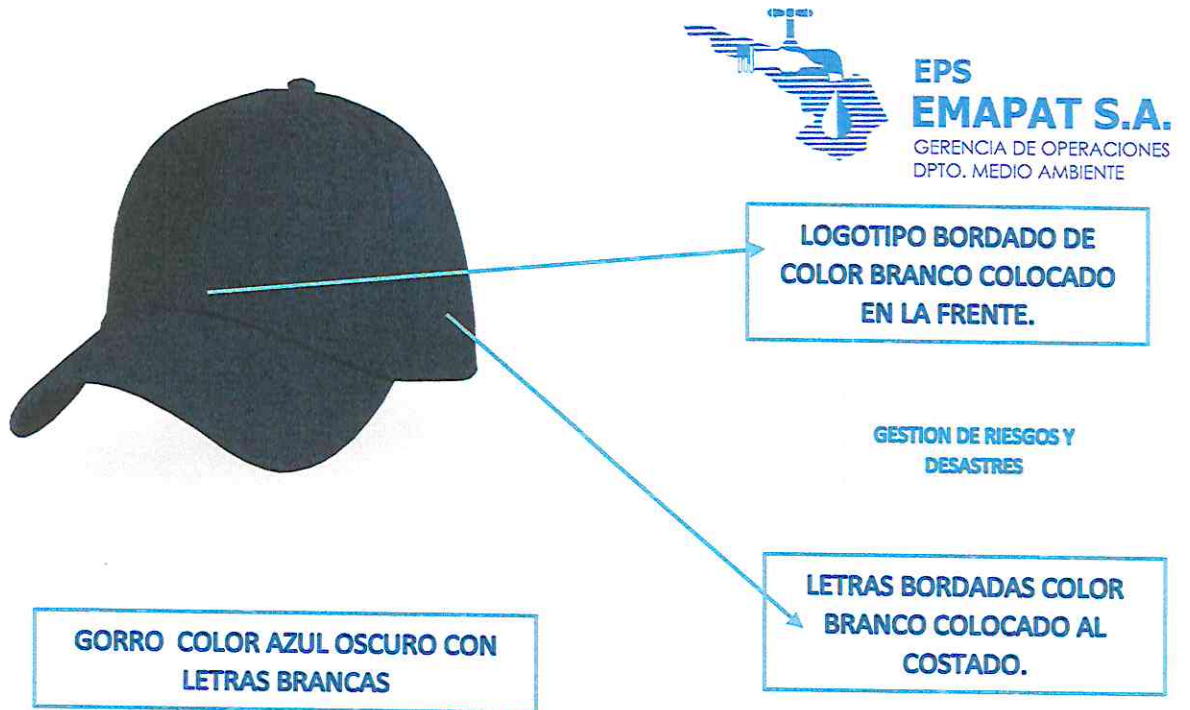 EPS
EMAPAT S.A.
GERENCIA DE OPERACIONES
DPTO. MEDIO AMBIENTE
LOGOTIPO BORDADO DE
COLOR BRANCO COLOCADO
EN LA FRENTE.
GESTION DE RIESGOS Y
DESASTRES
LETRAS BORDADAS COLOR
BRANCO COLOCADO AL
COSTADO.
GORRO COLOR AZUL OSCURO CON
LETRAS BRANCAS